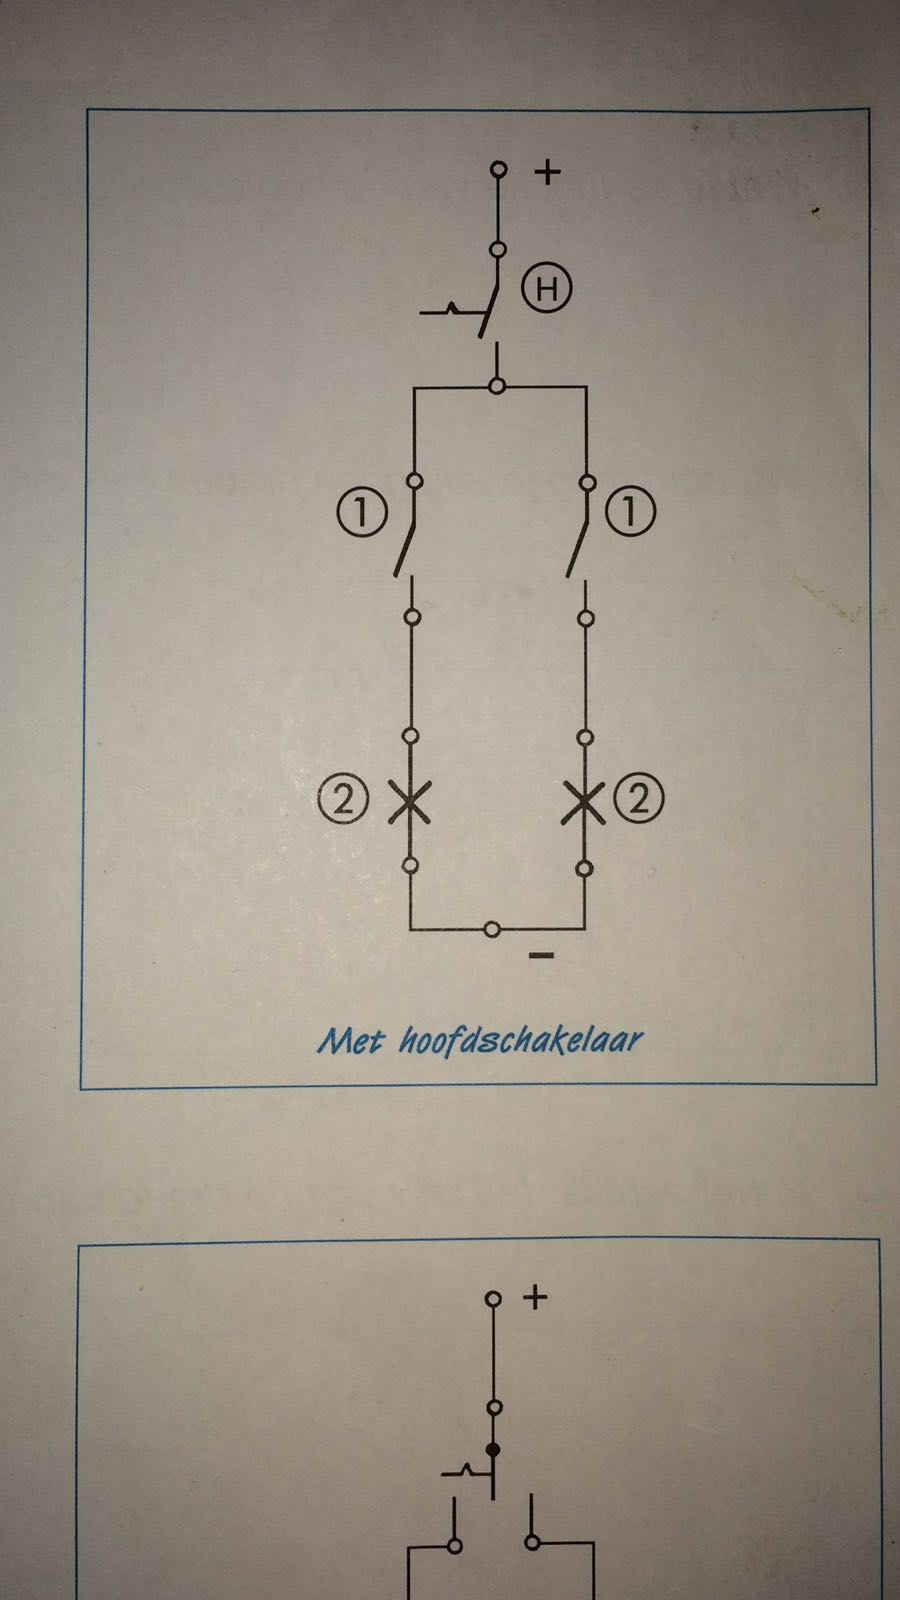 +
H
1 1
2 2
–
Met hoofdschakelaar
+